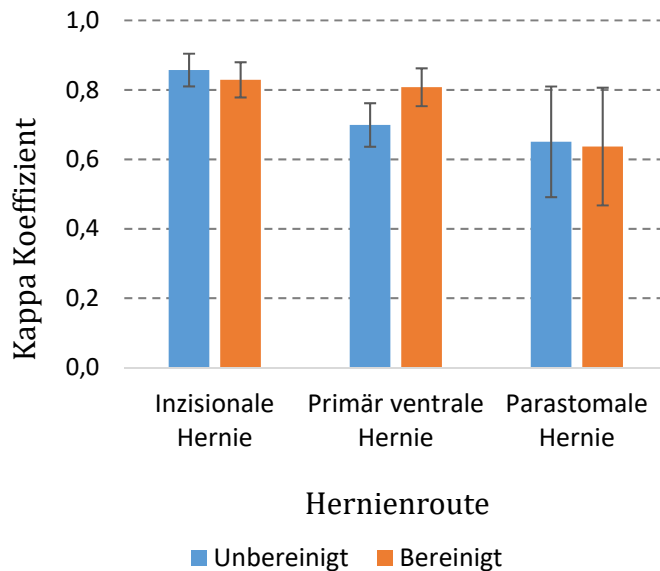 Kappa Koeffizient
1,0
0,8
0,6
0,4
0,2
0,0
Inzisionale Hernie
Primär ventrale Hernie
Parastomale Hernie
Hernienroute
Unbereinigt
Bereinigt